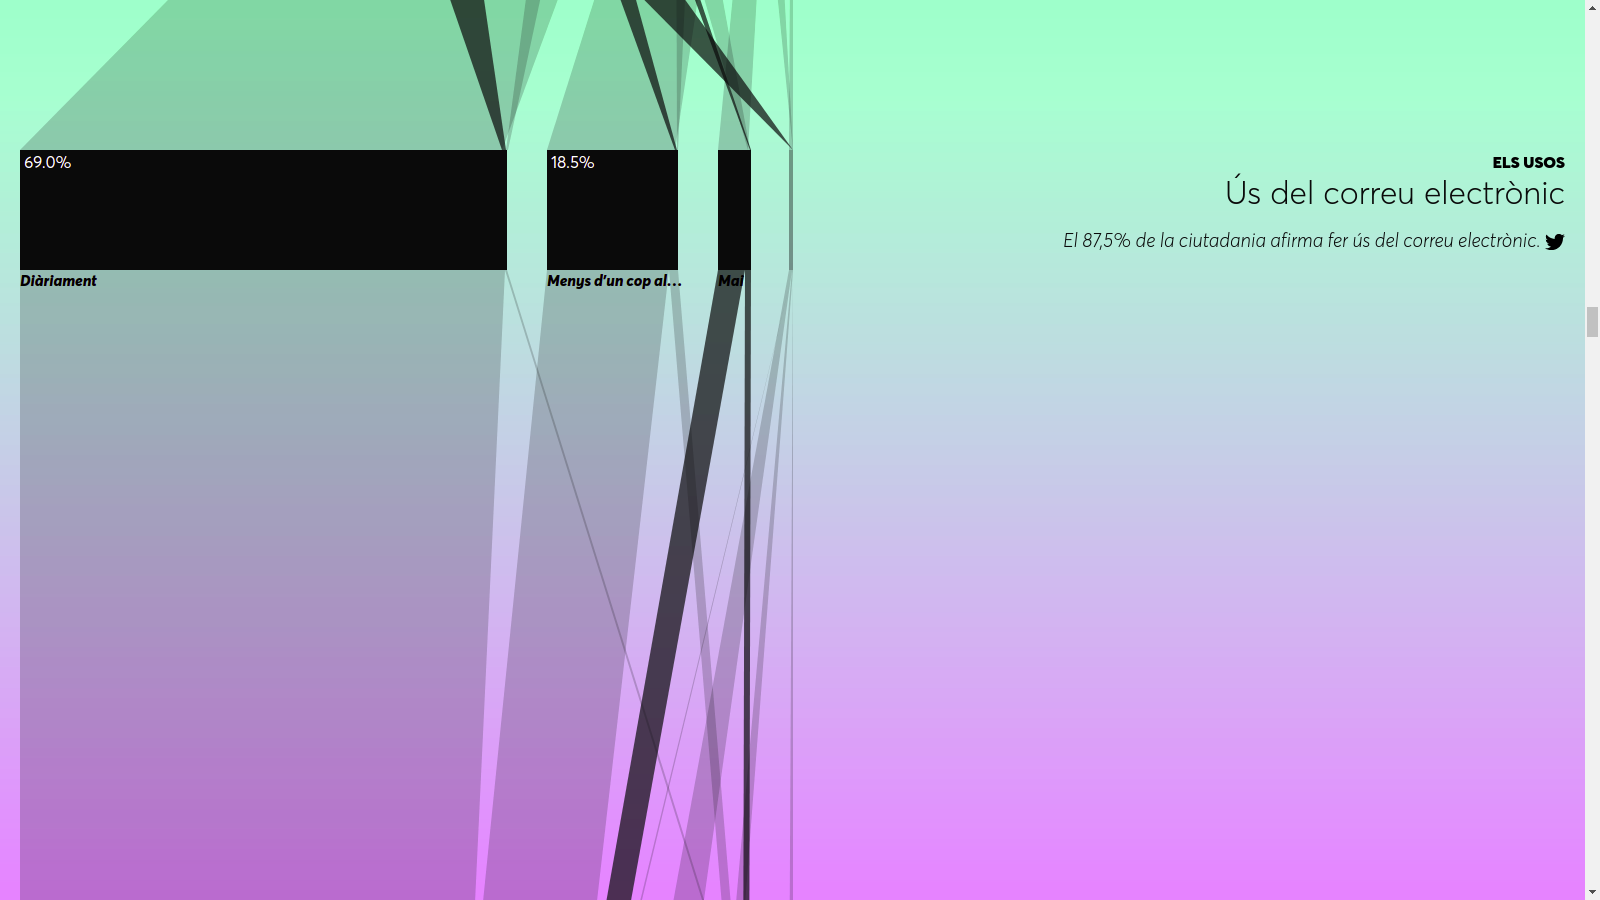 69.0%
18.5%
Diàriament
Menys d'un cop al...
Mai
ELS USOS
Ús del correu electrònic
El 87,5% de la ciutadania afirma fer ús del correu electrònic.